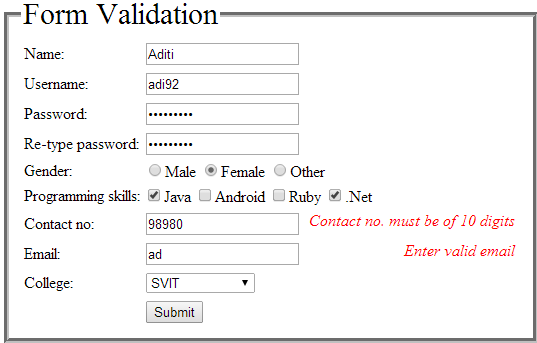 Form Validation
Name: Aditi
Username: adi92
Password: •••••••••
Re-type password: •••••••••
Gender: Male Female Other
Programming skills: Java Android Ruby .Net
Contact no: 98980 Contact no. must be of 10 digits
Email: ad Enter valid email
College: SVIT
Submit